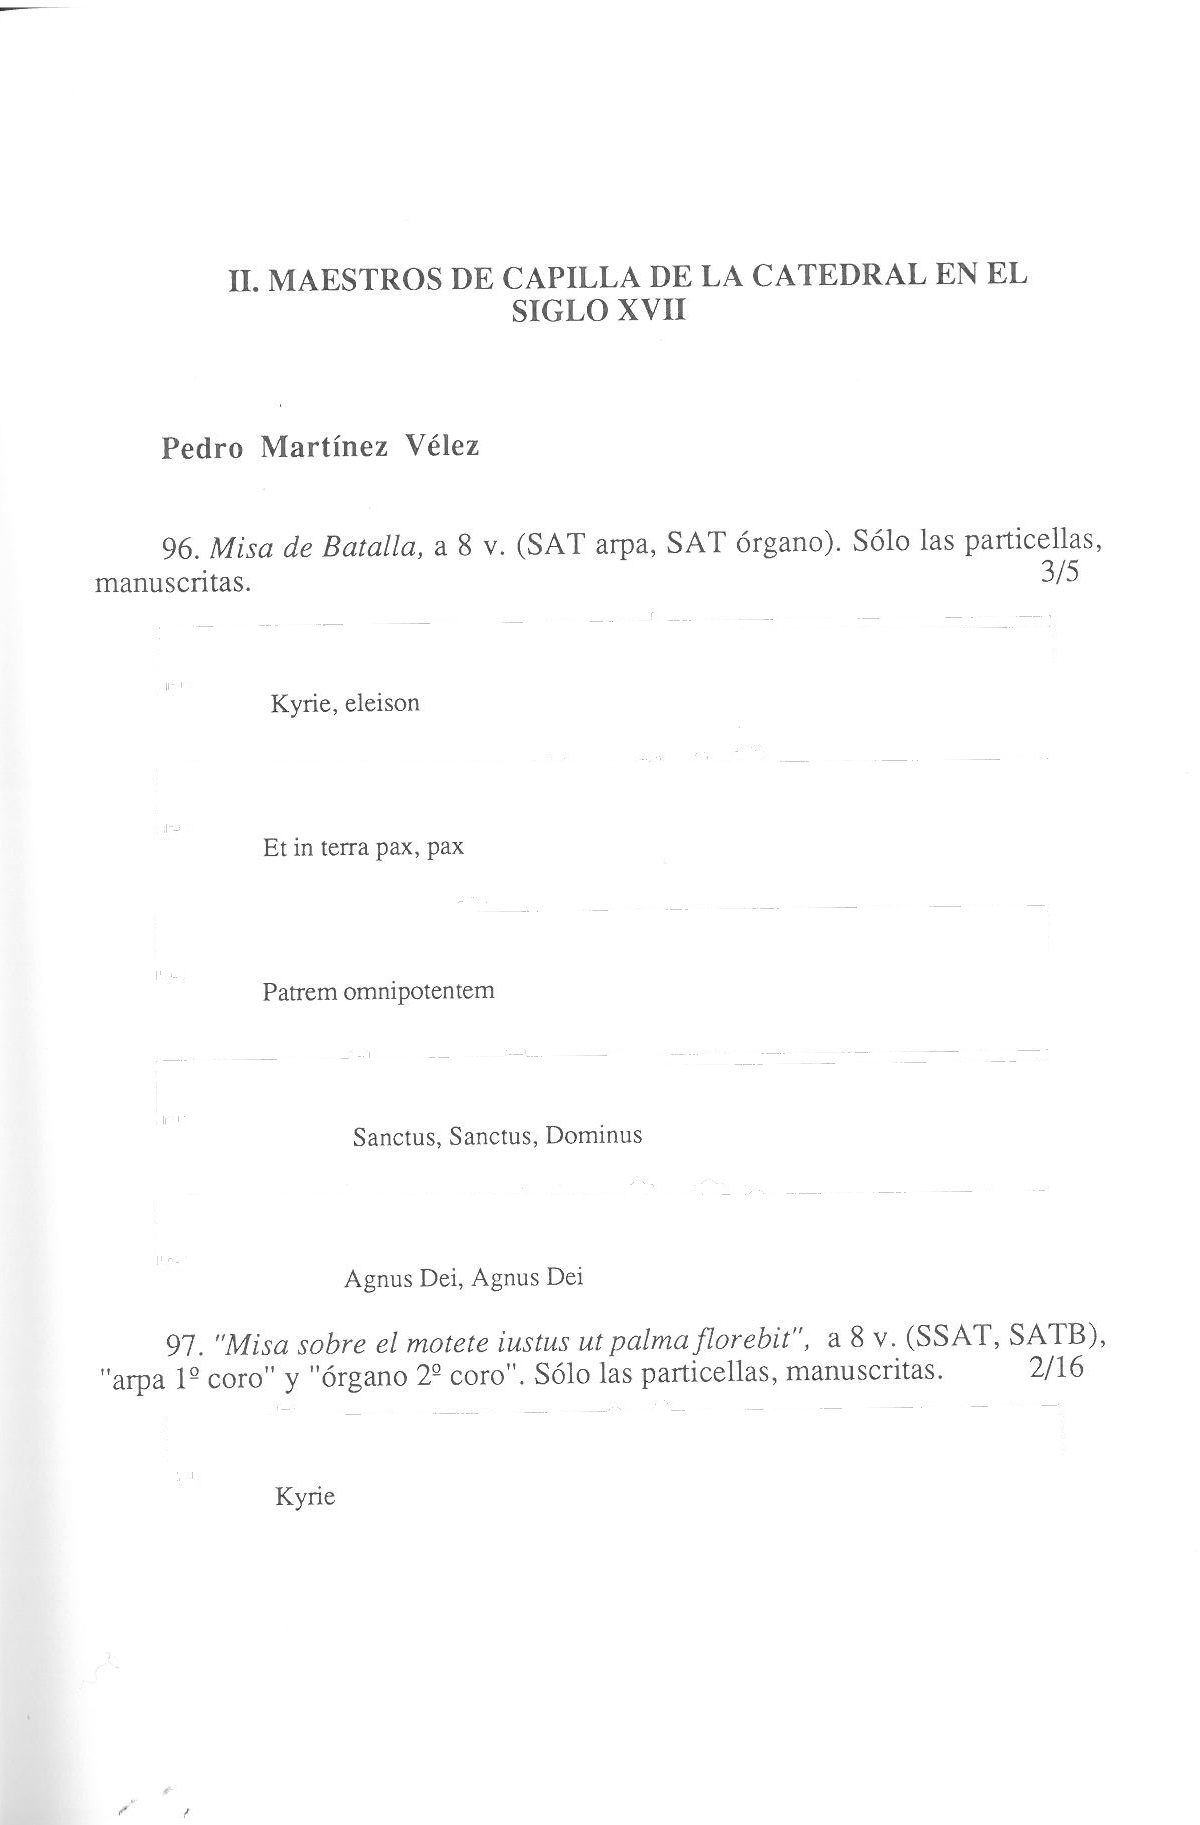 II. MAESTROS DE CAPILLA DE LA CATEDRAL EN EL
SIGLO XVII
Pedro Martínez Vélez
96. Misa de Batalla, a 8 v. (SAT arpa, SAT órgano). Sólo las particellas,
manuscritas. 3/5
Kyrie, eleison
Et in terra pax, pax
Patrem omnipotentem
Sanctus, Sanctus, Dominus
Agnus Dei, Agnus Dei
97. "Misa sobre el motete iustus ut palma florebit", a 8 v. (SSAT, SATB),
"arpa 1º coro" y "órgano 2º coro". Sólo las particellas, manuscritas. 2/16
Kyrie